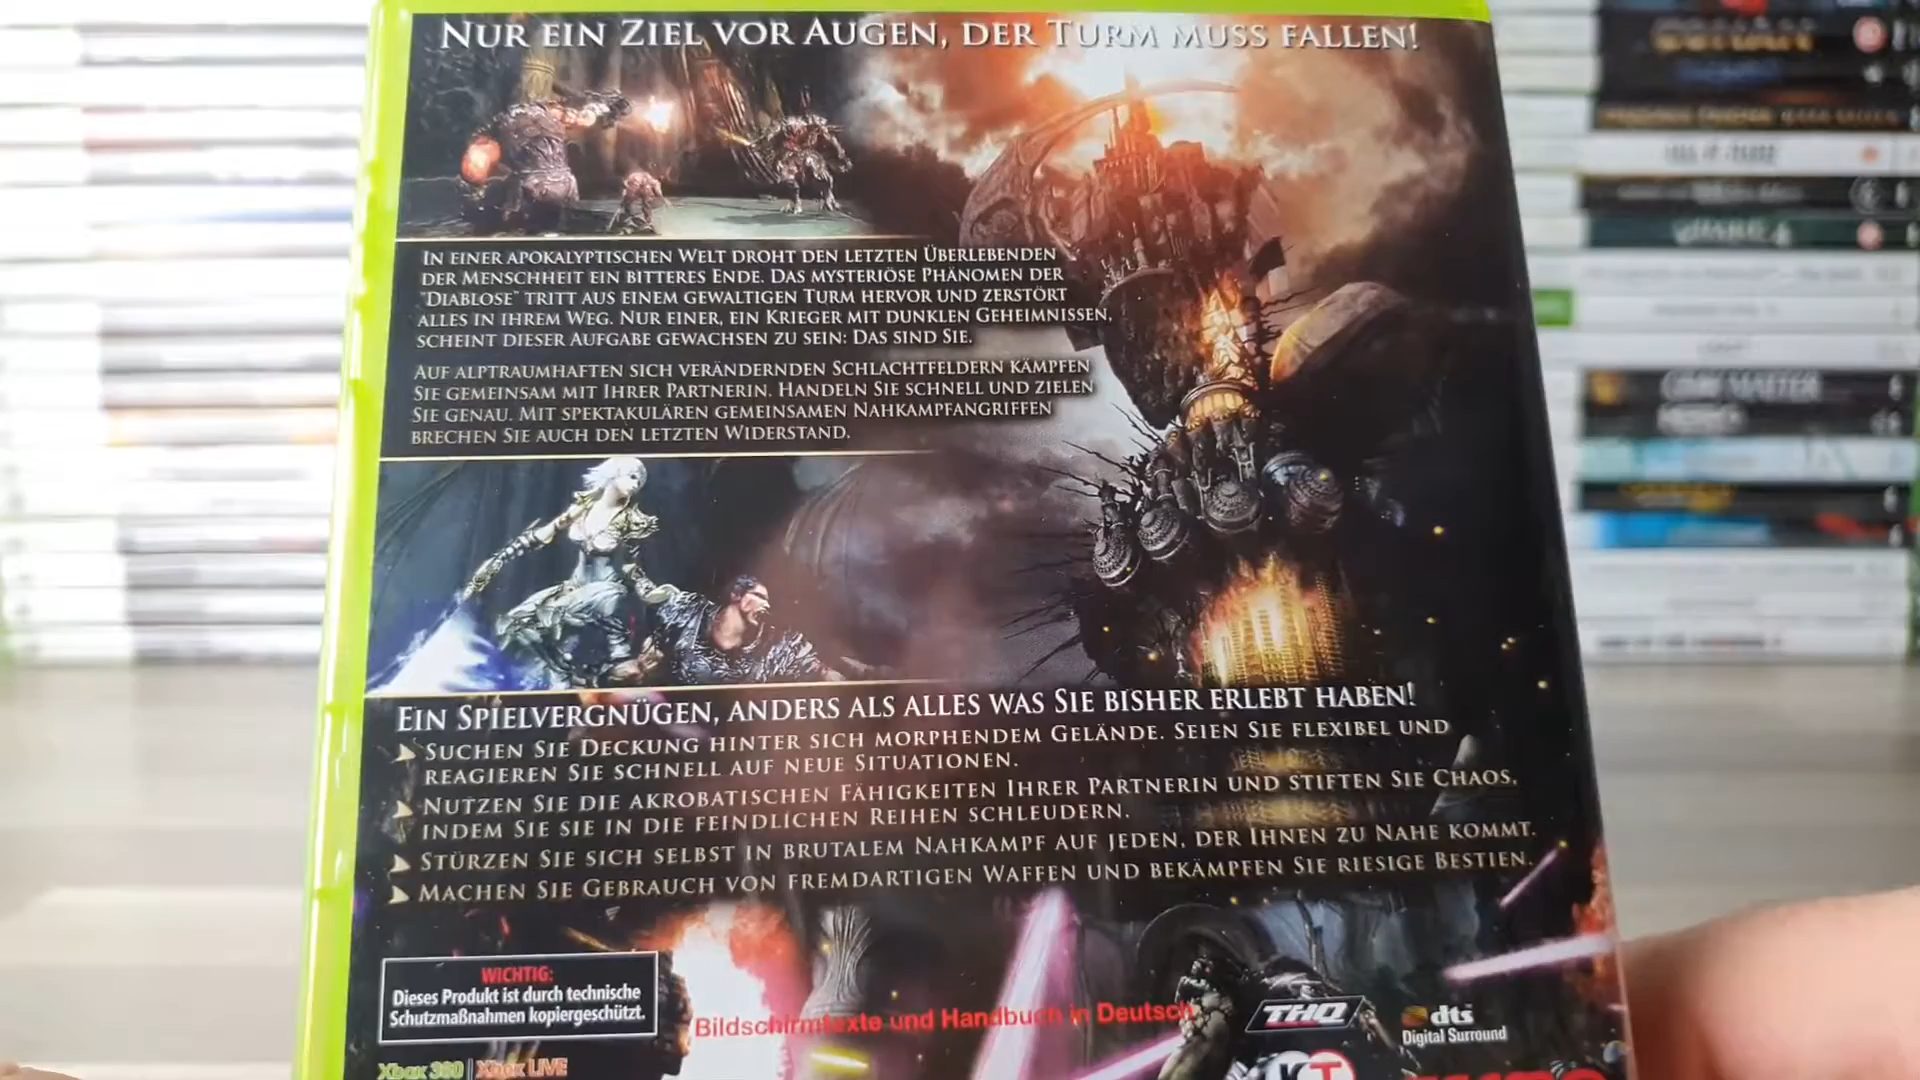 NUR EIN ZIEL VOR AUGEN, DER TURM MUSS FALLEN!
IN EINER APOKALYPTISCHEN WELT DROHT DEN LETZTEN ÜBERLEBENDEN
DER MENSCHHEIT EIN BITTERES ENDE. DAS MYSTERIÖSE PHÄNOMEN DER
"DIABLOSE" TRITT AUS EINEM GEWALTIGEN TURM HERVOR UND ZERSTÖRT
ALLES IN IHREM WEG. NUR EINER, EIN KRIEGER MIT DUNKLEN GEHEIMNISSEN,
SCHEINT DIESER AUFGABE GEWACHSEN ZU SEIN: DAS SIND SIE.
AUF ALPTRAUMHAFTEN SICH VERÄNDERNDEN SCHLACHTFELDERN KÄMPFEN
SIE GEMEINSAM MIT IHRER PARTNERIN. HANDELN SIE SCHNELL UND ZIELEN
SIE GENAU. MIT SPEKTAKULÄREN GEMEINSAMEN NAHKAMPFANGRIFFEN
BRECHEN SIE AUCH DEN LETZTEN WIDERSTAND.
EIN SPIELVERGNÜGEN, ANDERS ALS ALLES WAS SIE BISHER ERLEBT HABEN!
SUCHEN SIE DECKUNG HINTER SICH MORPHENDEM GELÄNDE. SEIEN SIE FLEXIBEL UND
REAGIEREN SIE SCHNELL AUF NEUE SITUATIONEN.
NUTZEN SIE DIE AKROBATISCHEN FÄHIGKEITEN IHRER PARTNERIN UND STIFTEN SIE CHAOS,
INDEM SIE SIE IN DIE FEINDLICHEN REIHEN SCHLEUDERN.
STÜRZEN SIE SICH SELBST IN BRUTALEM NAHKAMPF AUF JEDEN, DER IHNEN ZU NAHE KOMMT.
MACHEN SIE GEBRAUCH VON FREMDARTIGEN WAFFEN UND BEKÄMPFEN SIE RIESIGE BESTIEN.
WICHTIG:
Dieses Produkt ist durch technische
Schutzmaßnahmen kopiergeschützt.
Bildschirmtexte und Handbuch in Deutsch
THQ
dts
Digital Surround
Xbox 360 | Xbox LIVE
KT